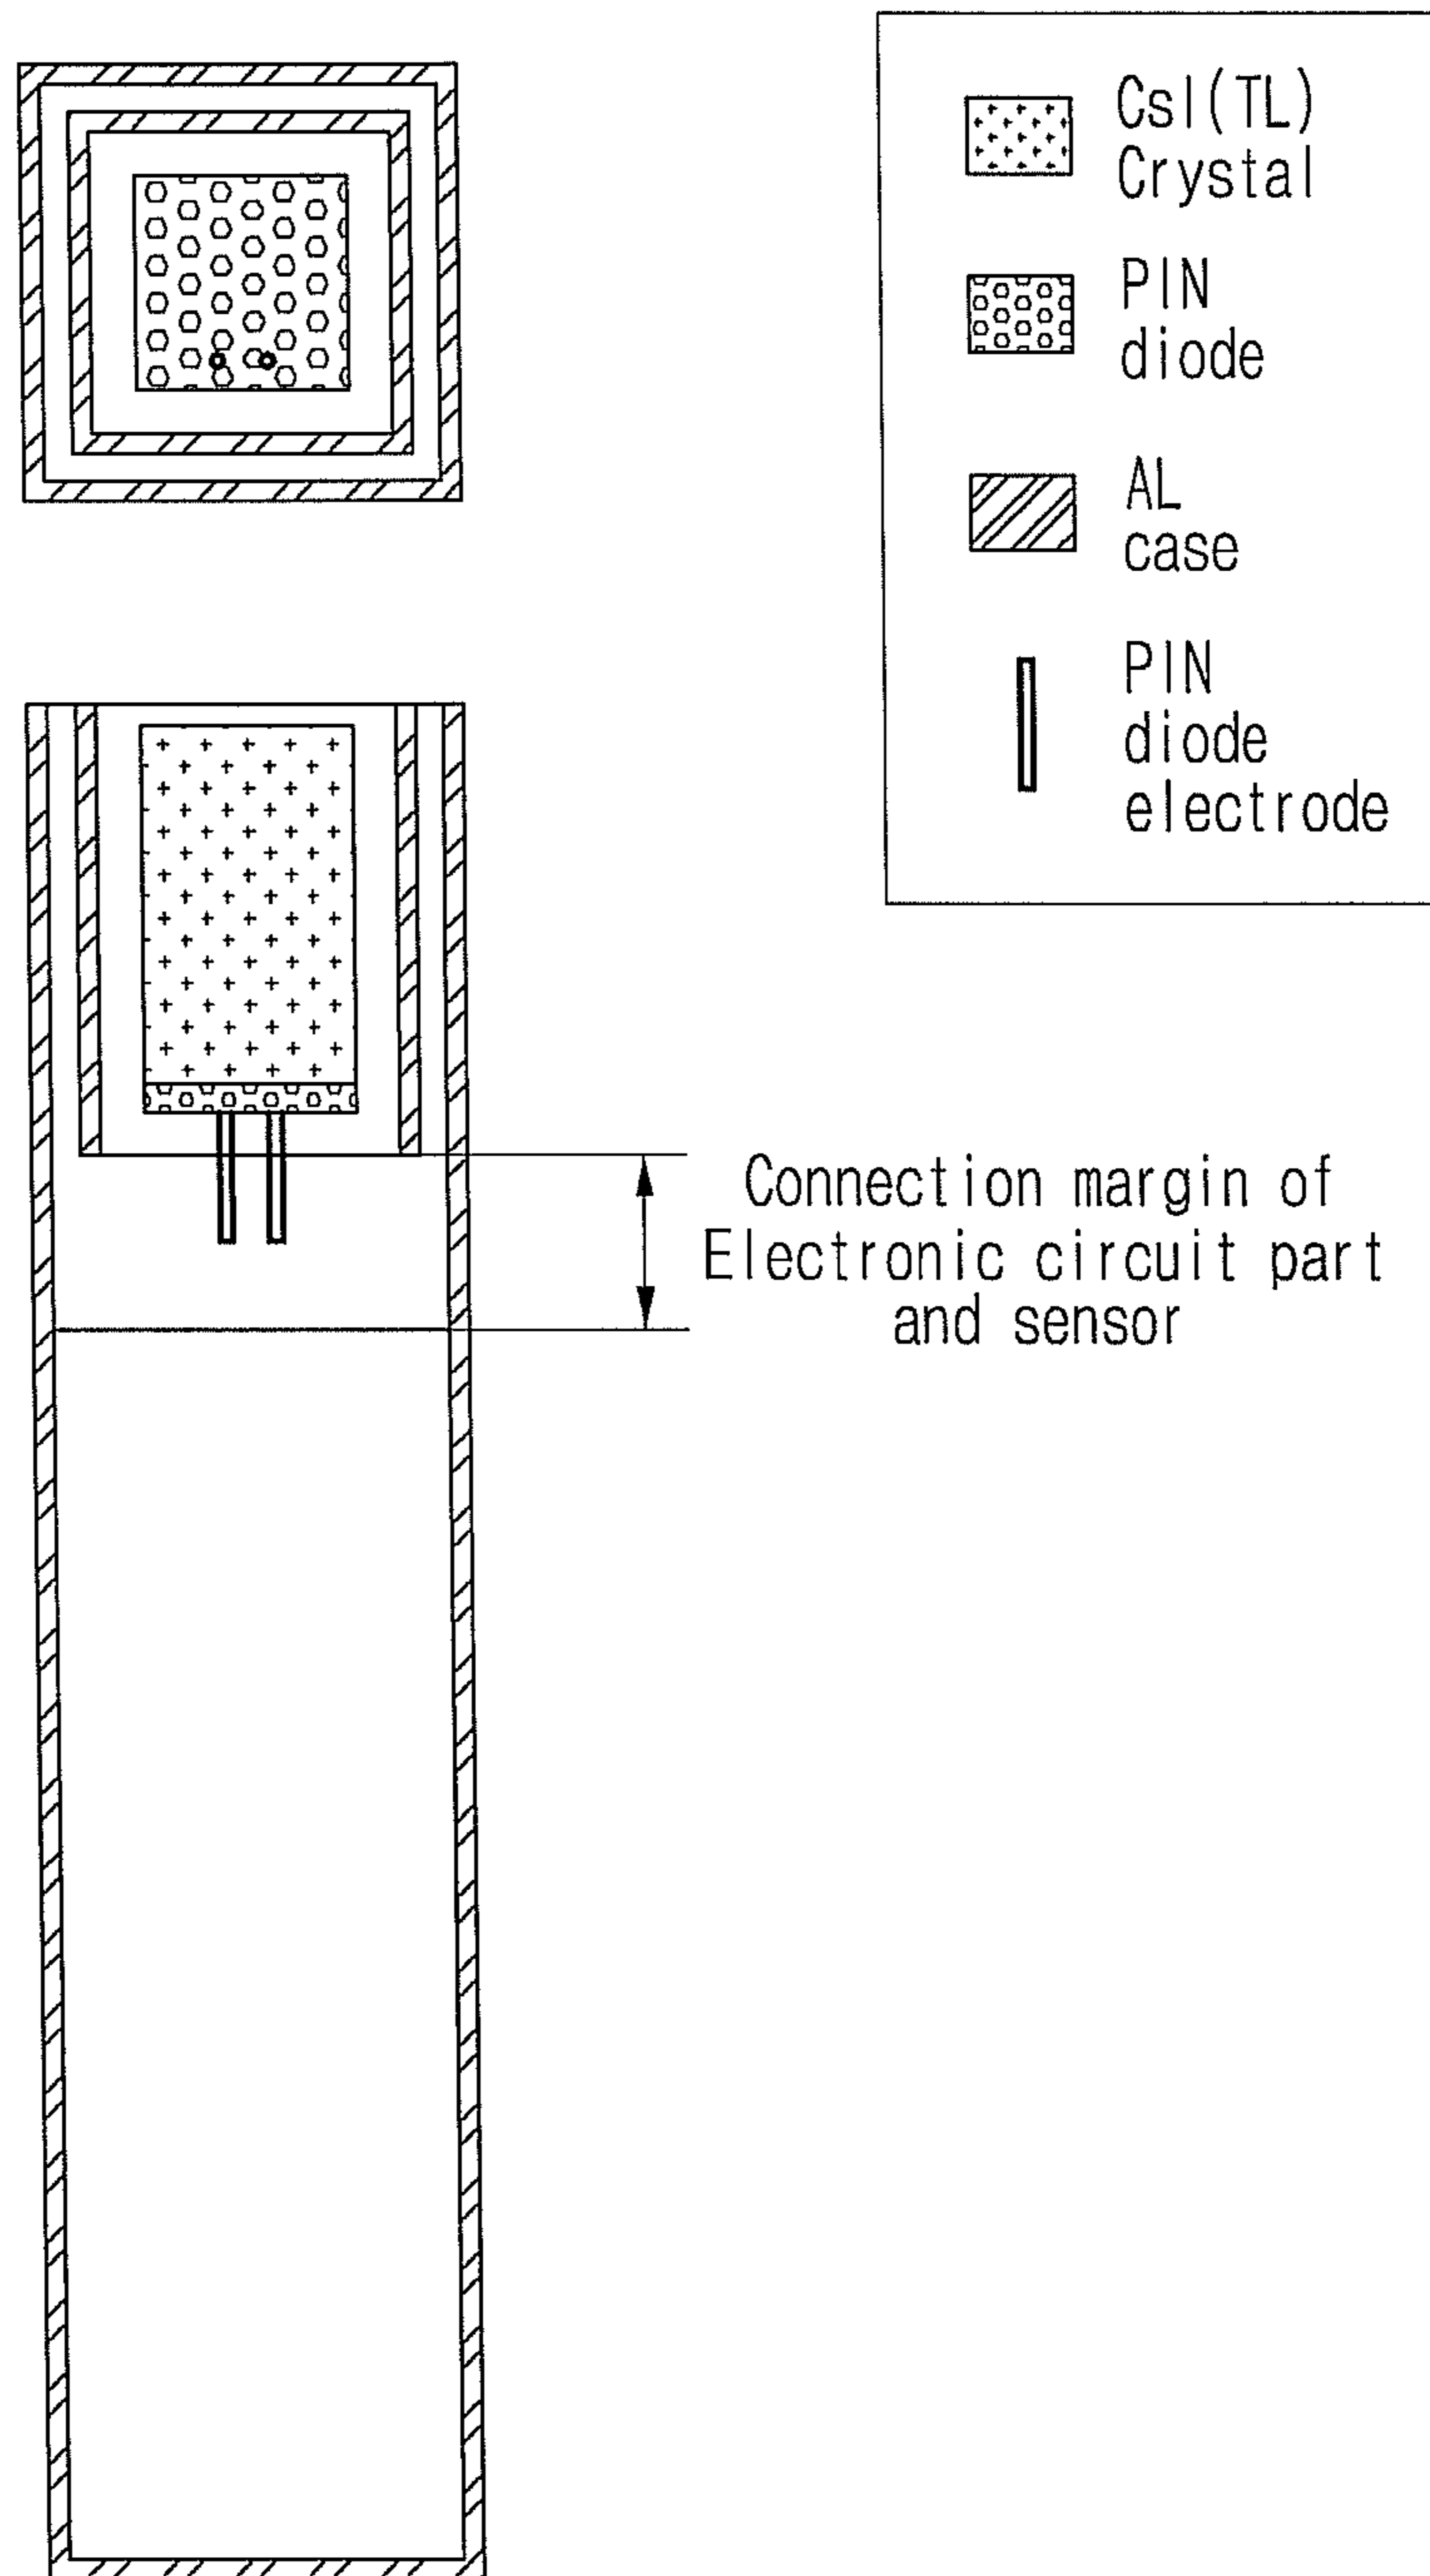 CsI(TL)
Crystal
PIN
diode
AL
case
PIN
diode
electrode
Connection margin of
Electronic circuit part
and sensor